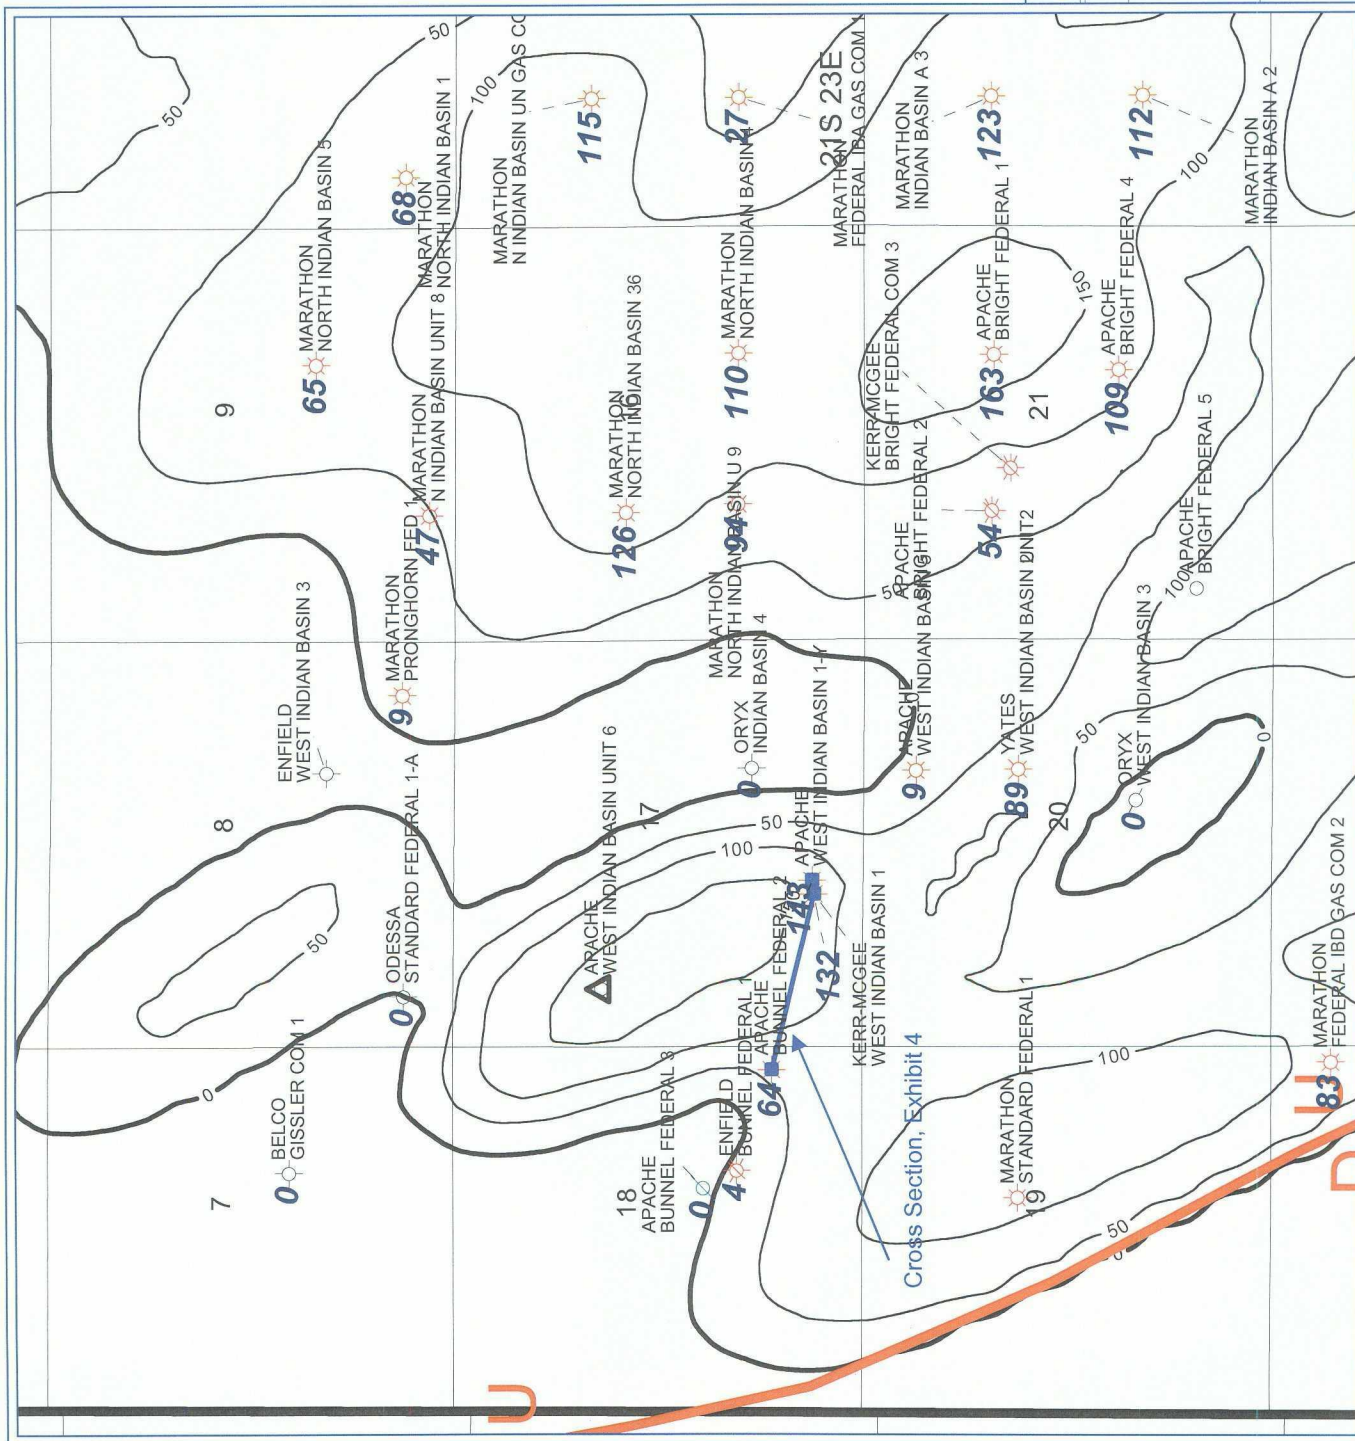 50
50
100
MARATHON
NORTH INDIAN BASIN 5
65
9
68
MARATHON
NORTH INDIAN BASIN 1
MARATHON
N INDIAN BASIN UN GAS
115
27
MARATHON
FEDERAL IBA GAS COM
21S 23E
MARATHON
INDIAN BASIN A 3
123
112
MARATHON
INDIAN BASIN A 2
100
MARATHON
N INDIAN BASIN UNIT 8
47
MARATHON
NORTH INDIAN BASIN 36
16
126
MARATHON
NORTH INDIAN BASIN 4
110
MARATHON
NORTH INDIAN BASIN U 9
94
KERR-MCGEE
BRIGHT FEDERAL COM 3
APACHE
BRIGHT FEDERAL 1
163
150
21
APACHE
BRIGHT FEDERAL 4
109
APACHE
BRIGHT FEDERAL 2
54
50
APACHE
BRIGHT FEDERAL 5
100
MARATHON
PRONGHORN FED 1
9
ENFIELD
WEST INDIAN BASIN 3
8
ODESSA
STANDARD FEDERAL 1-A
0
50
APACHE
WEST INDIAN BASIN UNIT 6
17
ORYX
INDIAN BASIN 4
0
50
100
APACHE
WEST INDIAN BASIN 1-Y
143
132
KERR-MCGEE
WEST INDIAN BASIN 1
APACHE
WEST INDIAN BASIN
9
YATES
WEST INDIAN BASIN UNIT2
89
20
ORYX
WEST INDIAN BASIN 3
0
50
0
BELCO
GISSLER COM 1
0
0
7
18
APACHE
BUNNEL FEDERAL 3
0
ENFIELD
BUNNEL FEDERAL 1
4
APACHE
BUNNEL FEDERAL 2
64
Cross Section, Exhibit 4
MARATHON
STANDARD FEDERAL 1
19
100
50
0
MARATHON
FEDERAL IBD GAS COM 2
83
U
U
D